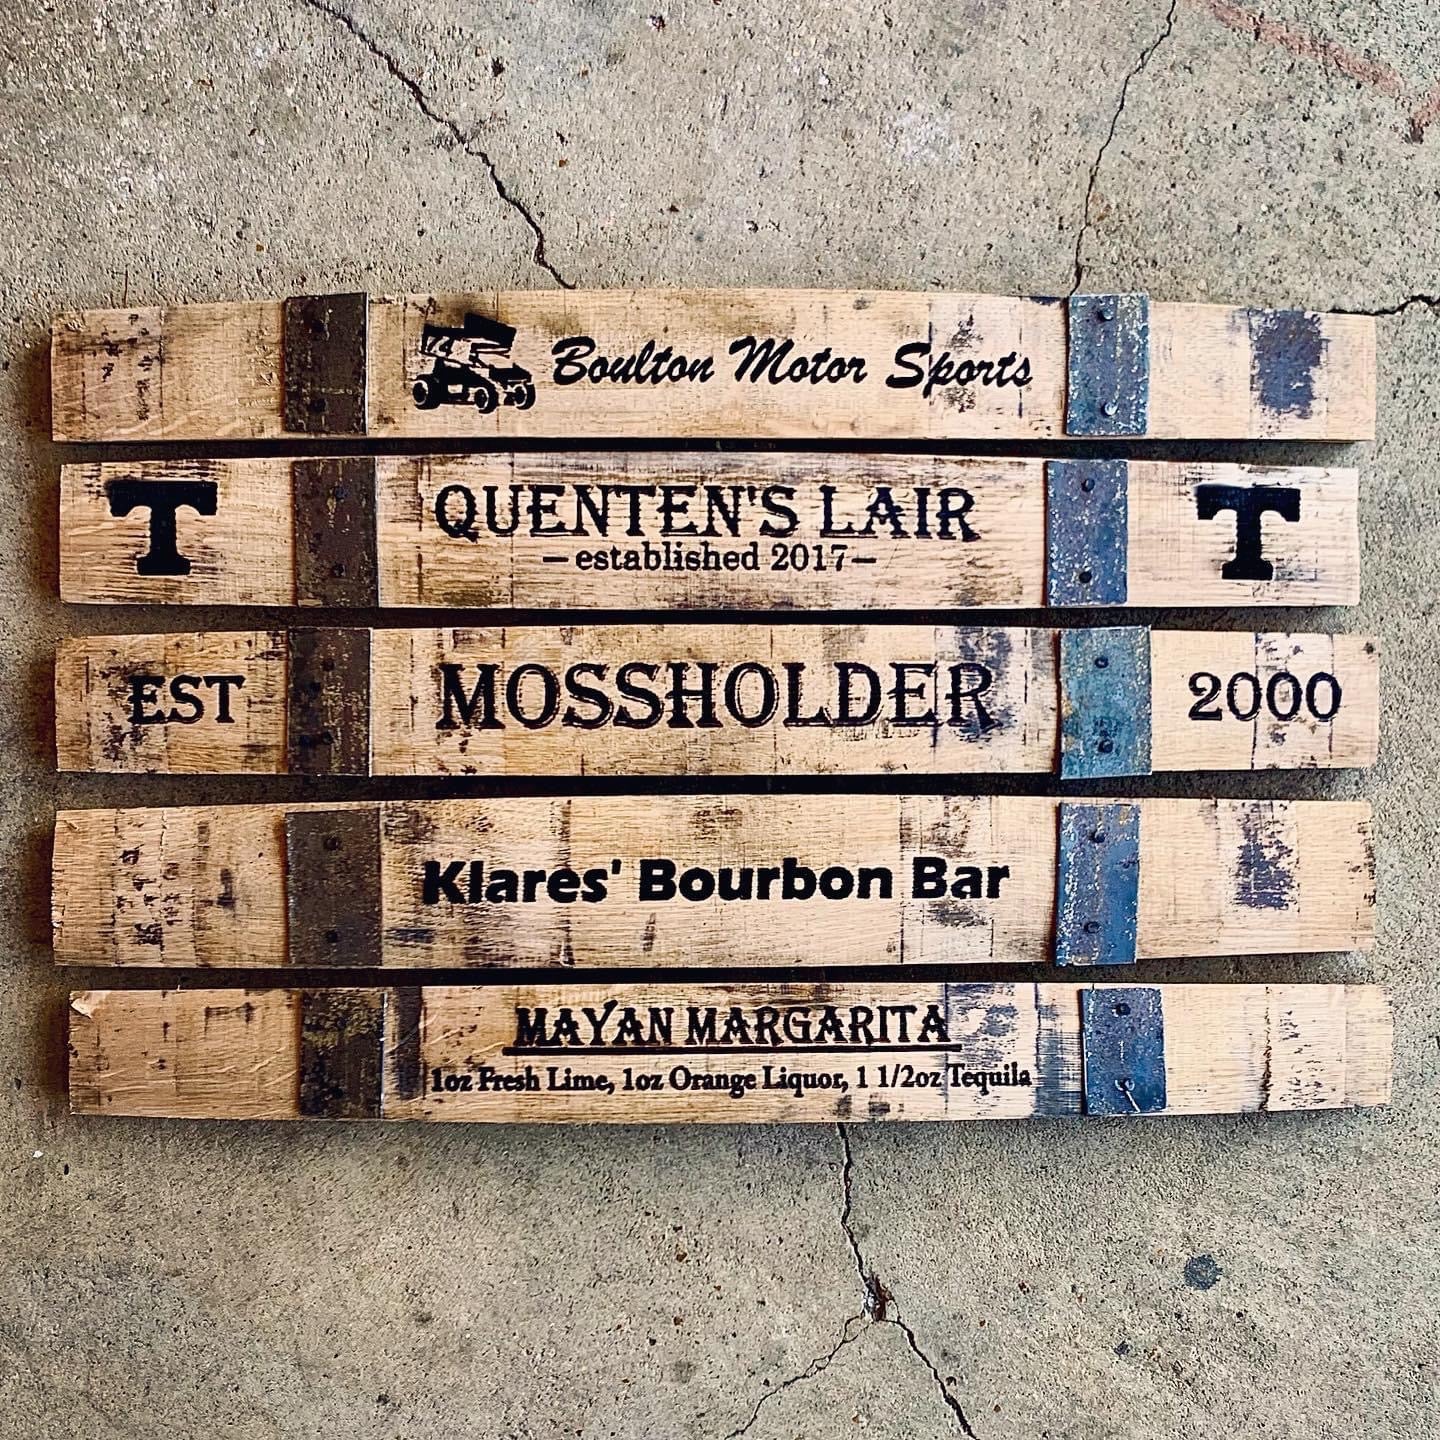 Boulton Motor Sports
T QUENTEN'S LAIR T
– established 2017 –
EST MOSSHOLDER 2000
Klares' Bourbon Bar
MAYAN MARGARITA
1oz Fresh Lime, 1oz Orange Liquor, 1 1/2oz Tequila